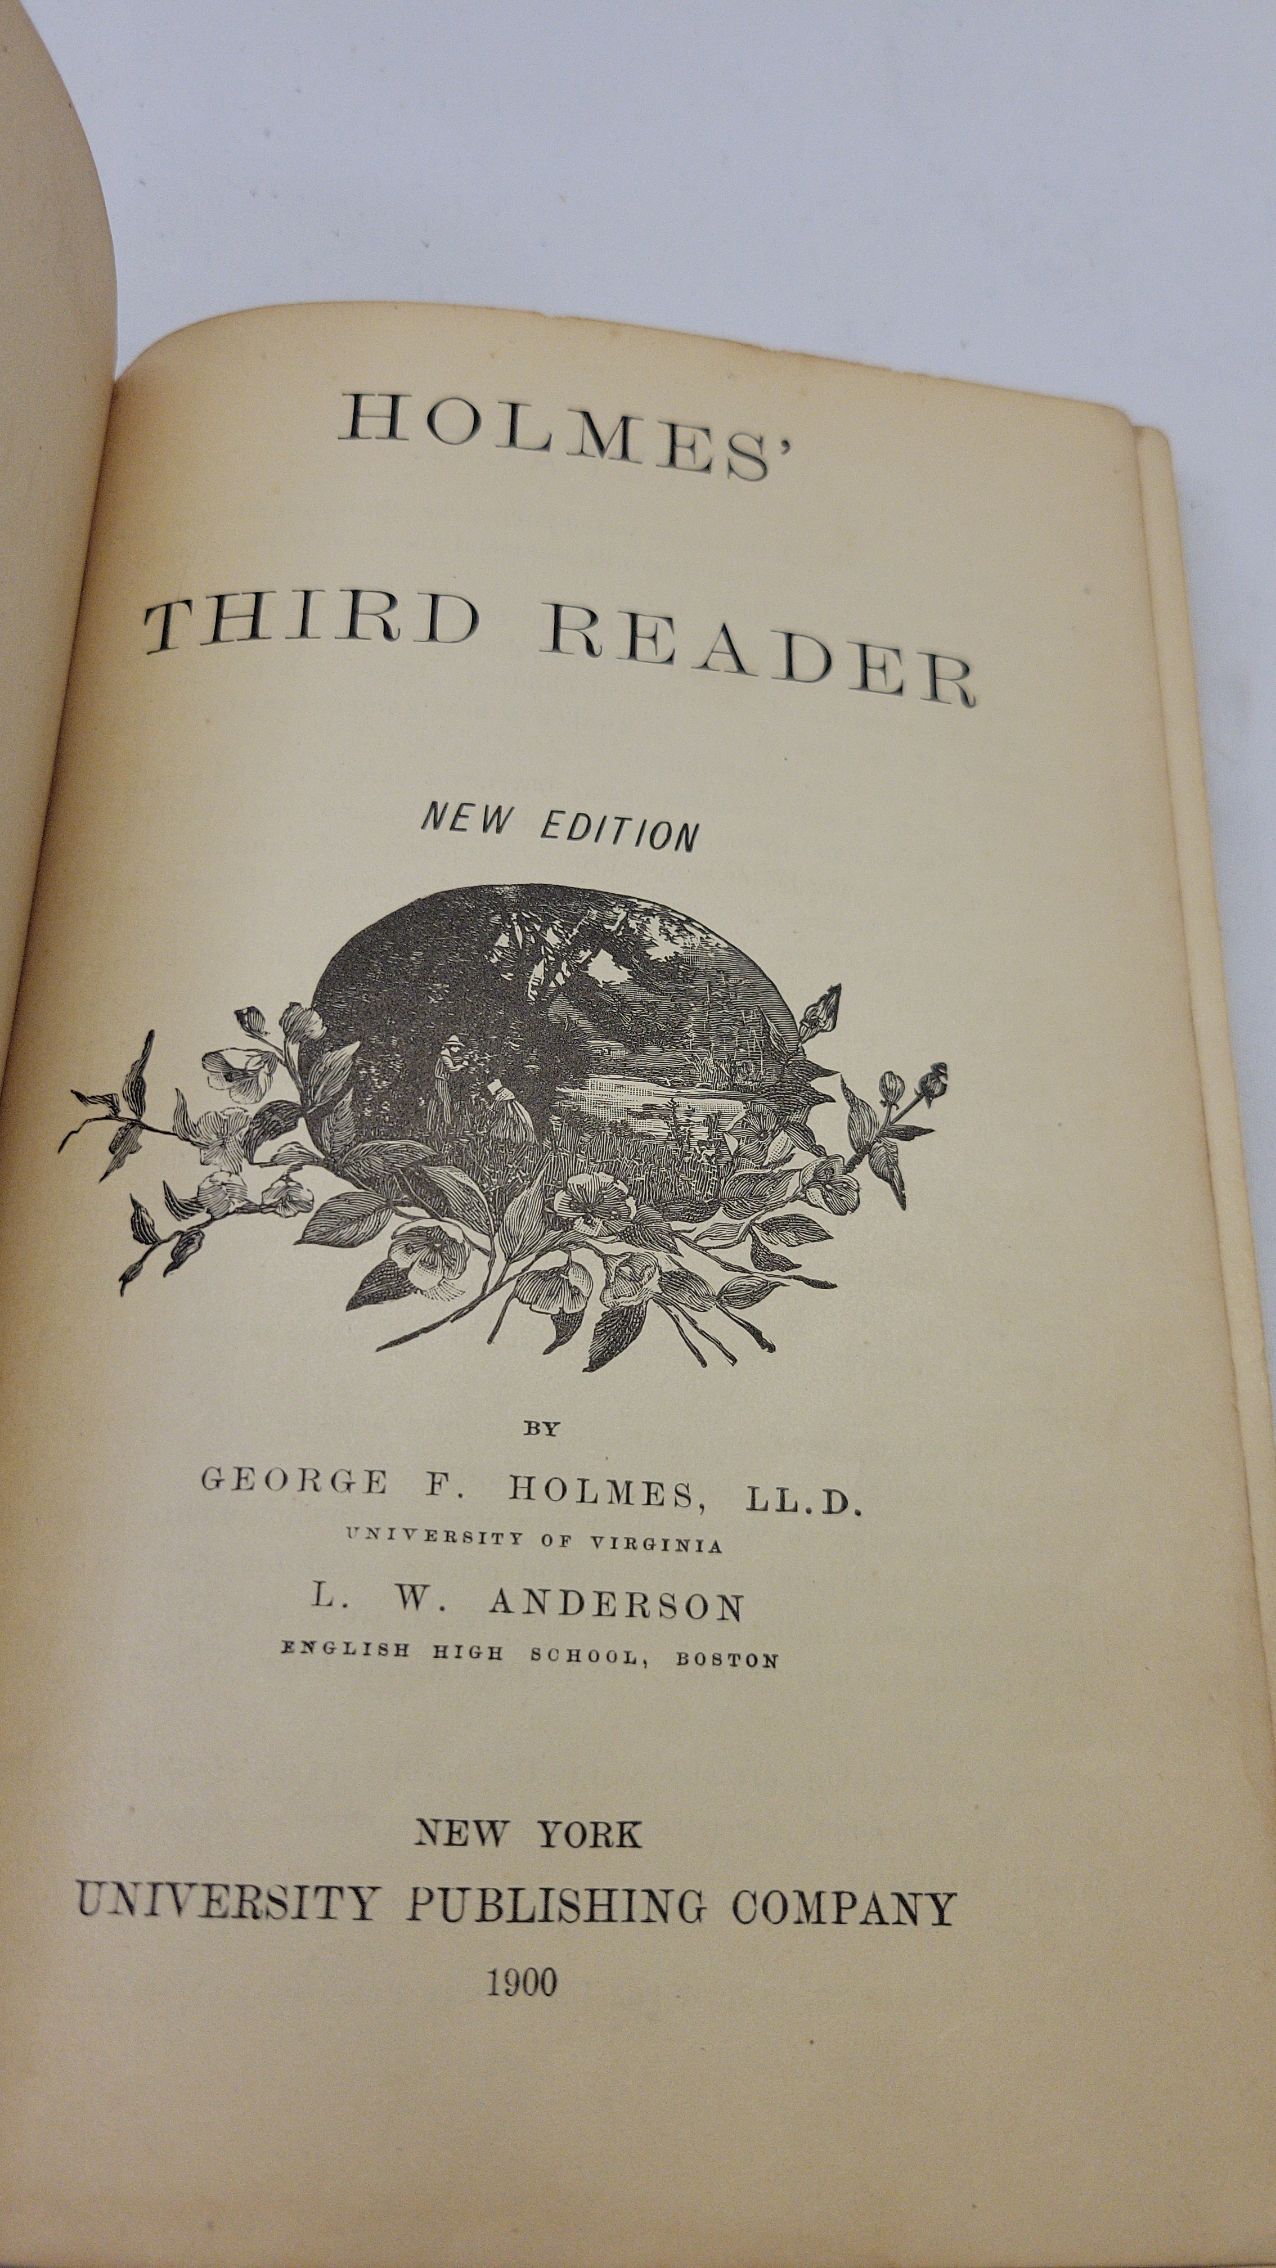 HOLMES'
THIRD READER
NEW EDITION
BY
GEORGE F. HOLMES, LL.D.
UNIVERSITY OF VIRGINIA
L. W. ANDERSON
ENGLISH HIGH SCHOOL, BOSTON
NEW YORK
UNIVERSITY PUBLISHING COMPANY
1900